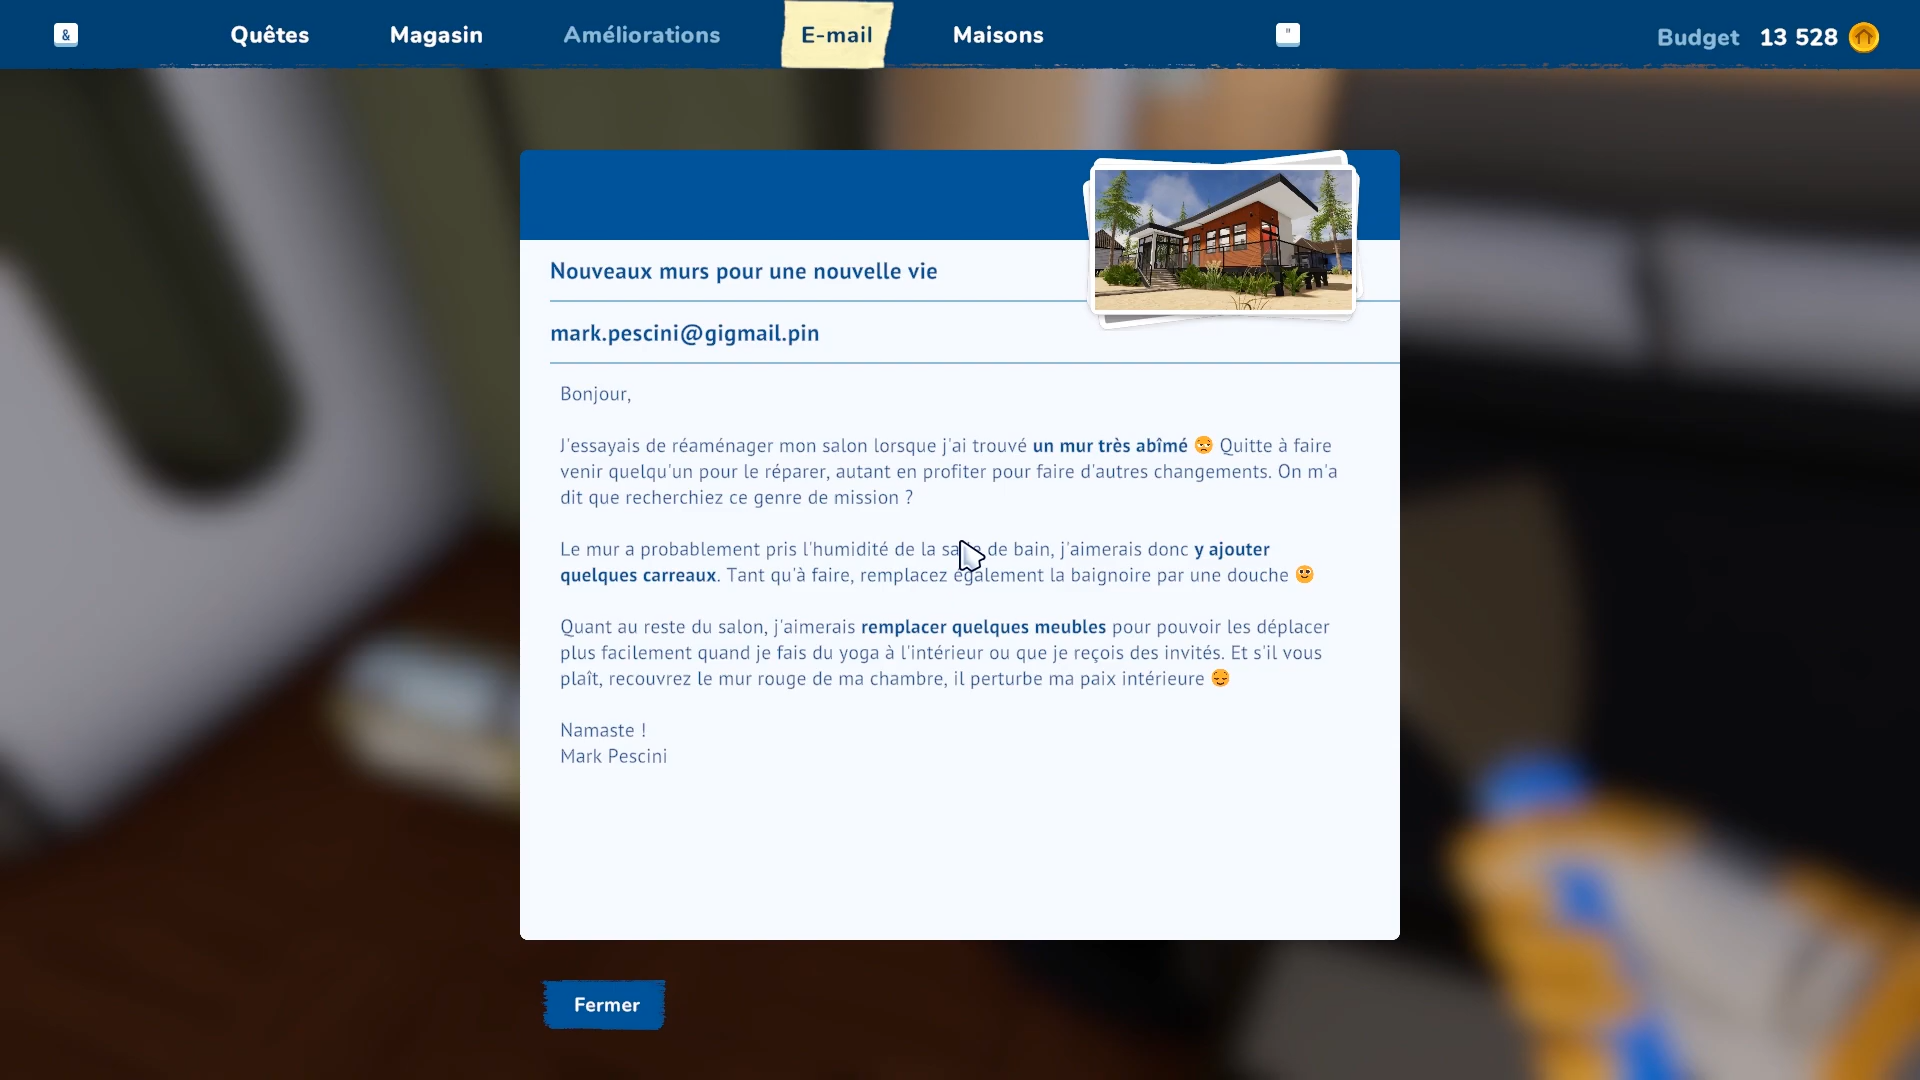 &
Quêtes
Magasin
Améliorations
E-mail
Maisons
"
Budget 13 528
Nouveaux murs pour une nouvelle vie
mark.pescini@gigmail.pin
Bonjour,
J'essayais de réaménager mon salon lorsque j'ai trouvé un mur très abîmé 😠 Quitte à faire
venir quelqu'un pour le réparer, autant en profiter pour faire d'autres changements. On m'a
dit que recherchiez ce genre de mission ?
Le mur a probablement pris l'humidité de la salle de bain, j'aimerais donc y ajouter
quelques carreaux. Tant qu'à faire, remplacez également la baignoire par une douche 😊
Quant au reste du salon, j'aimerais remplacer quelques meubles pour pouvoir les déplacer
plus facilement quand je fais du yoga à l'intérieur ou que je reçois des invités. Et s'il vous
plaît, recouvrez le mur rouge de ma chambre, il perturbe ma paix intérieure 😌
Namaste !
Mark Pescini
Fermer